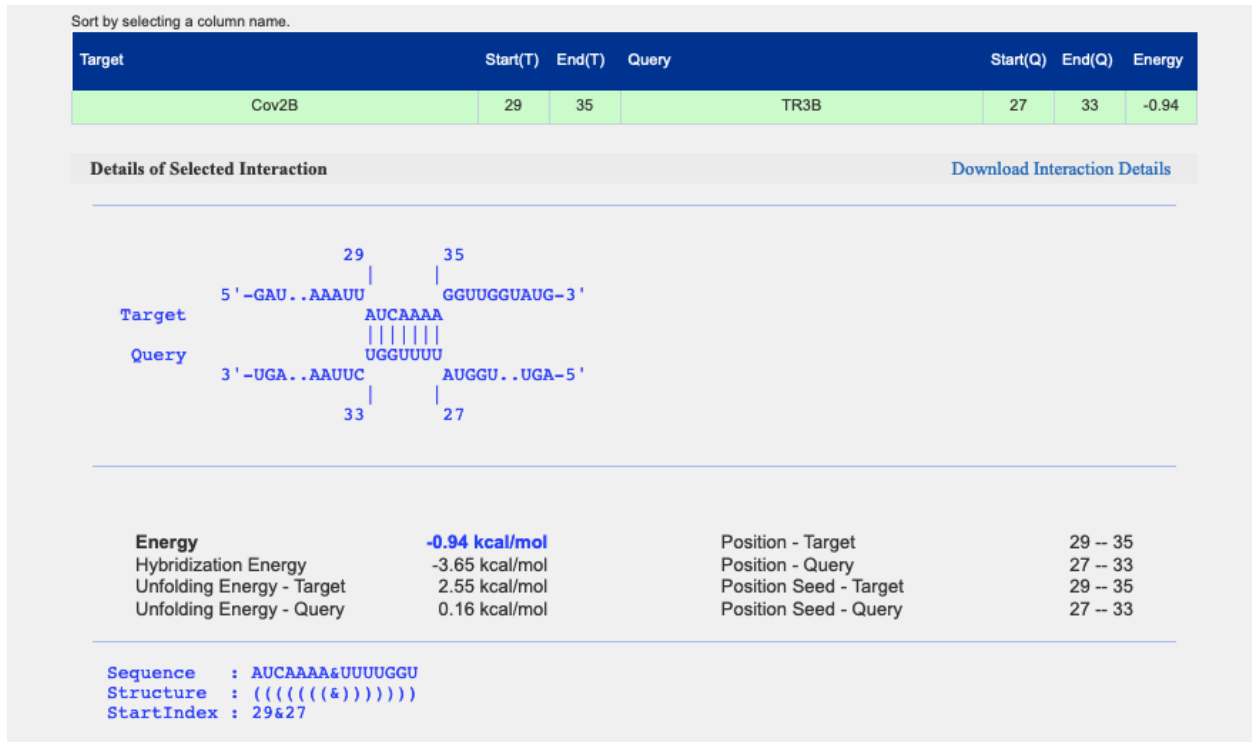 Sort by selecting a column name.
Target Start(T) End(T) Query Start(Q) End(Q) Energy
Cov2B 29 35 TR3B 27 33 -0.94
Details of Selected Interaction Download Interaction Details
29 35
| |
5'-GAU..AAAUU GGUUGGUAUG-3'
Target AUCAAAA
|||||||
Query UGGUUUU
3'-UGA..AAUUC AUGGU..UGA-5'
| |
33 27
Energy -0.94 kcal/mol Position - Target 29 -- 35
Hybridization Energy -3.65 kcal/mol Position - Query 27 -- 33
Unfolding Energy - Target 2.55 kcal/mol Position Seed - Target 29 -- 35
Unfolding Energy - Query 0.16 kcal/mol Position Seed - Query 27 -- 33
Sequence : AUCAAAA&UUUUGGU
Structure : (((((((&)))))))
StartIndex : 29&27